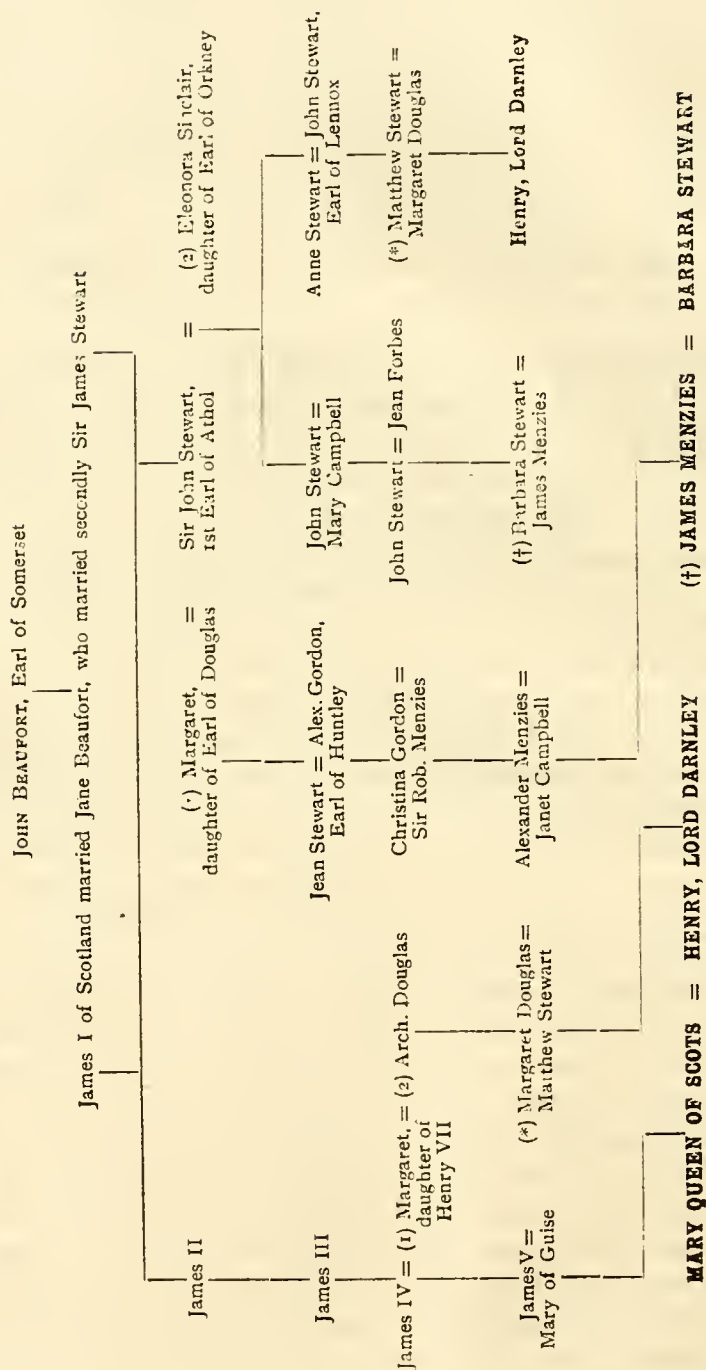 JOHN BEAUFORT, Earl of Somerset
James I of Scotland married Jane Beaufort, who married secondly Sir James Stewart
James II
(1) Margaret, =
daughter of Earl of Douglas
Sir John Stewart, =
1st Earl of Athol
(2) Eleonora Sinclair,
daughter of Earl of Orkney
James III
Jean Stewart = Alex. Gordon,
Earl of Huntley
John Stewart =
Mary Campbell
Anne Stewart = John Stewart,
Earl of Lennox
James IV = (1) Margaret, = (2) Arch. Douglas
daughter of
Henry VII
Christina Gordon =
Sir Rob. Menzies
John Stewart = Jean Forbes
(*) Matthew Stewart =
Margaret Douglas
James V =
Mary of Guise
(*) Margaret Douglas =
Matthew Stewart
Alexander Menzies =
Janet Campbell
(†) Barbara Stewart =
James Menzies
Henry, Lord Darnley
MARY QUEEN OF SCOTS = HENRY, LORD DARNLEY
(†) JAMES MENZIES = BARBARA STEWART